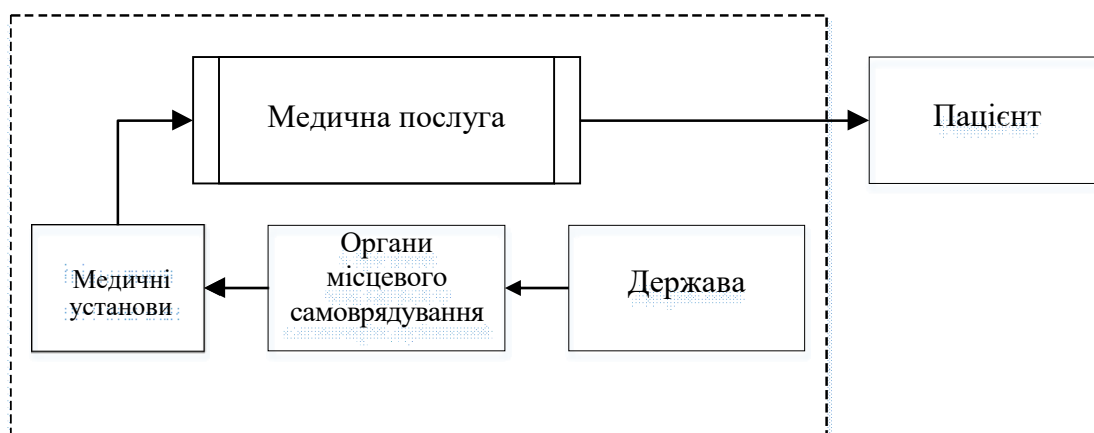 Медична послуга
Пацієнт
Медичні
установи
Органи
місцевого
самоврядування
Держава